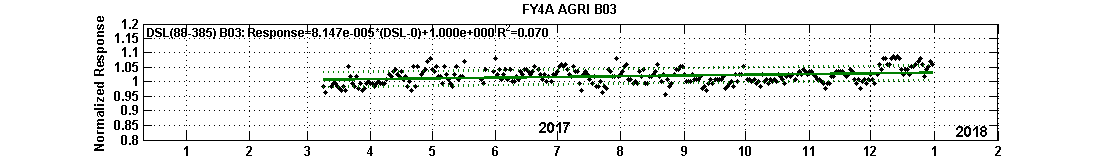 FY4A AGRI B03
DSL(88-385) B03: Response=8.147e-005*(DSL-0)+1.000e+000 R²=0.070
Normalized Response
1.2
1.15
1.1
1.05
1
0.95
0.9
0.85
0.8
2017
2018
1 2 3 4 5 6 7 8 9 10 11 12 1 2